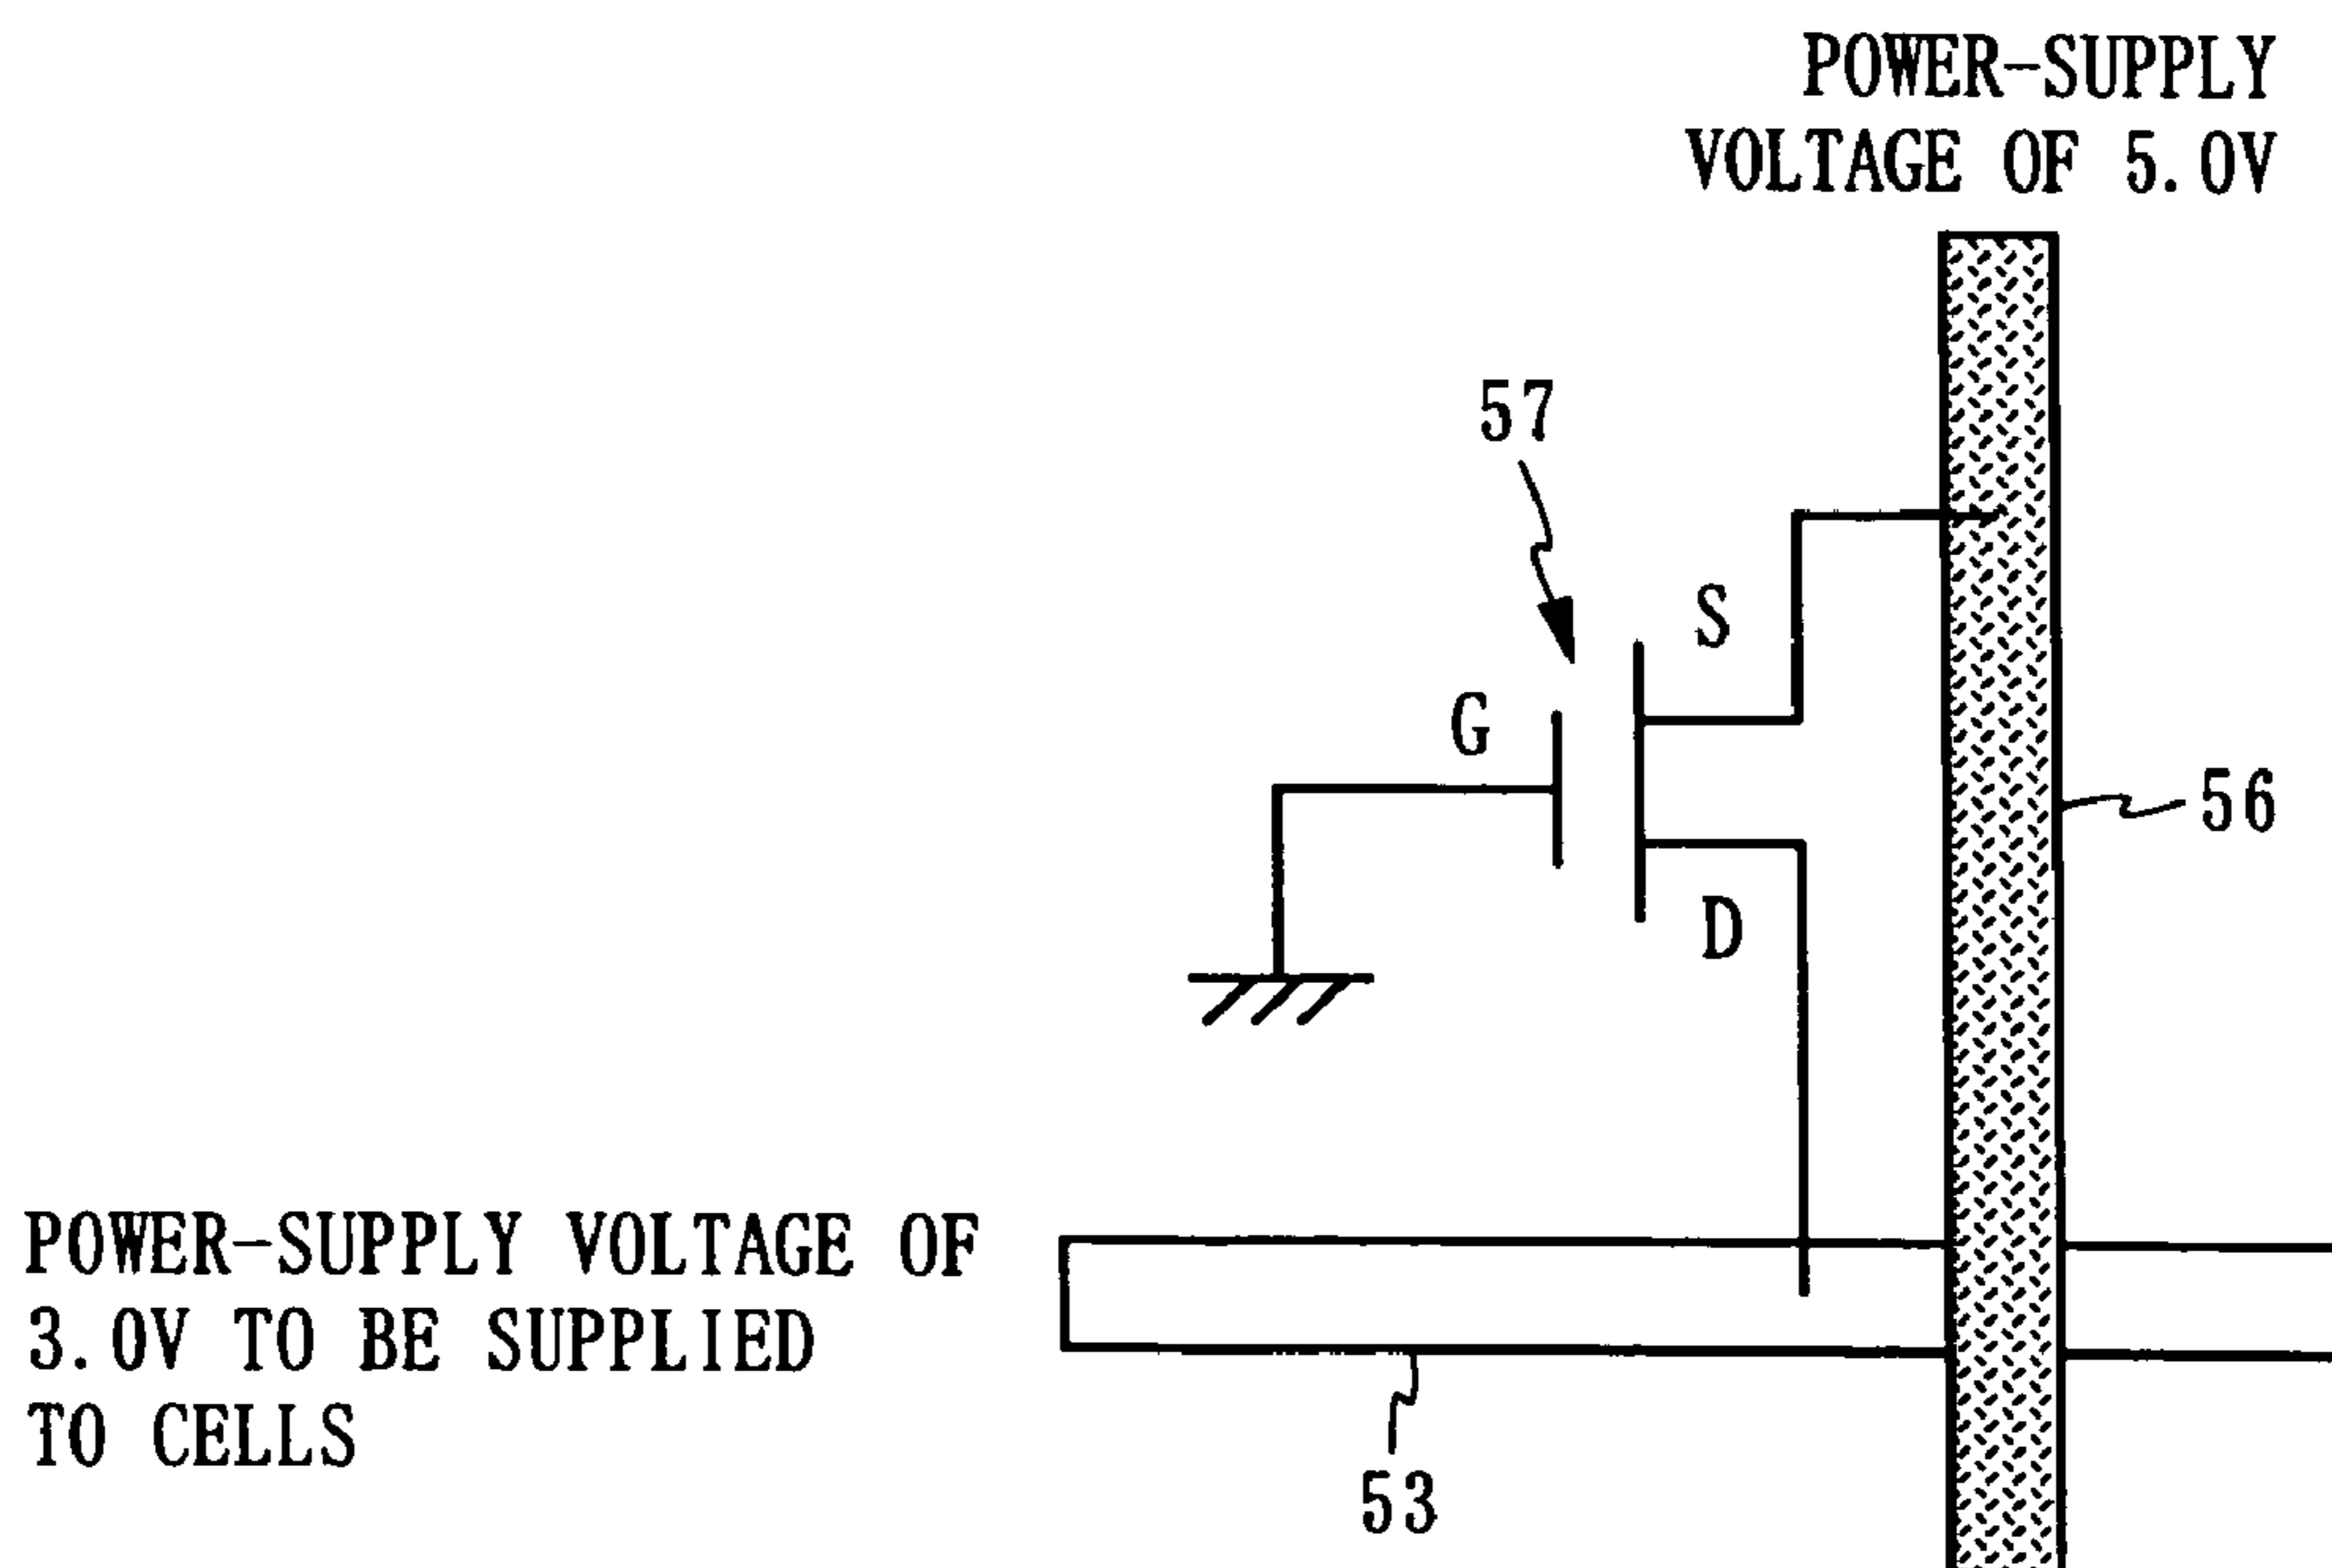 POWER-SUPPLY
VOLTAGE OF 5.0V
57
S
G
56
D
POWER-SUPPLY VOLTAGE OF
3.0V TO BE SUPPLIED
TO CELLS
53